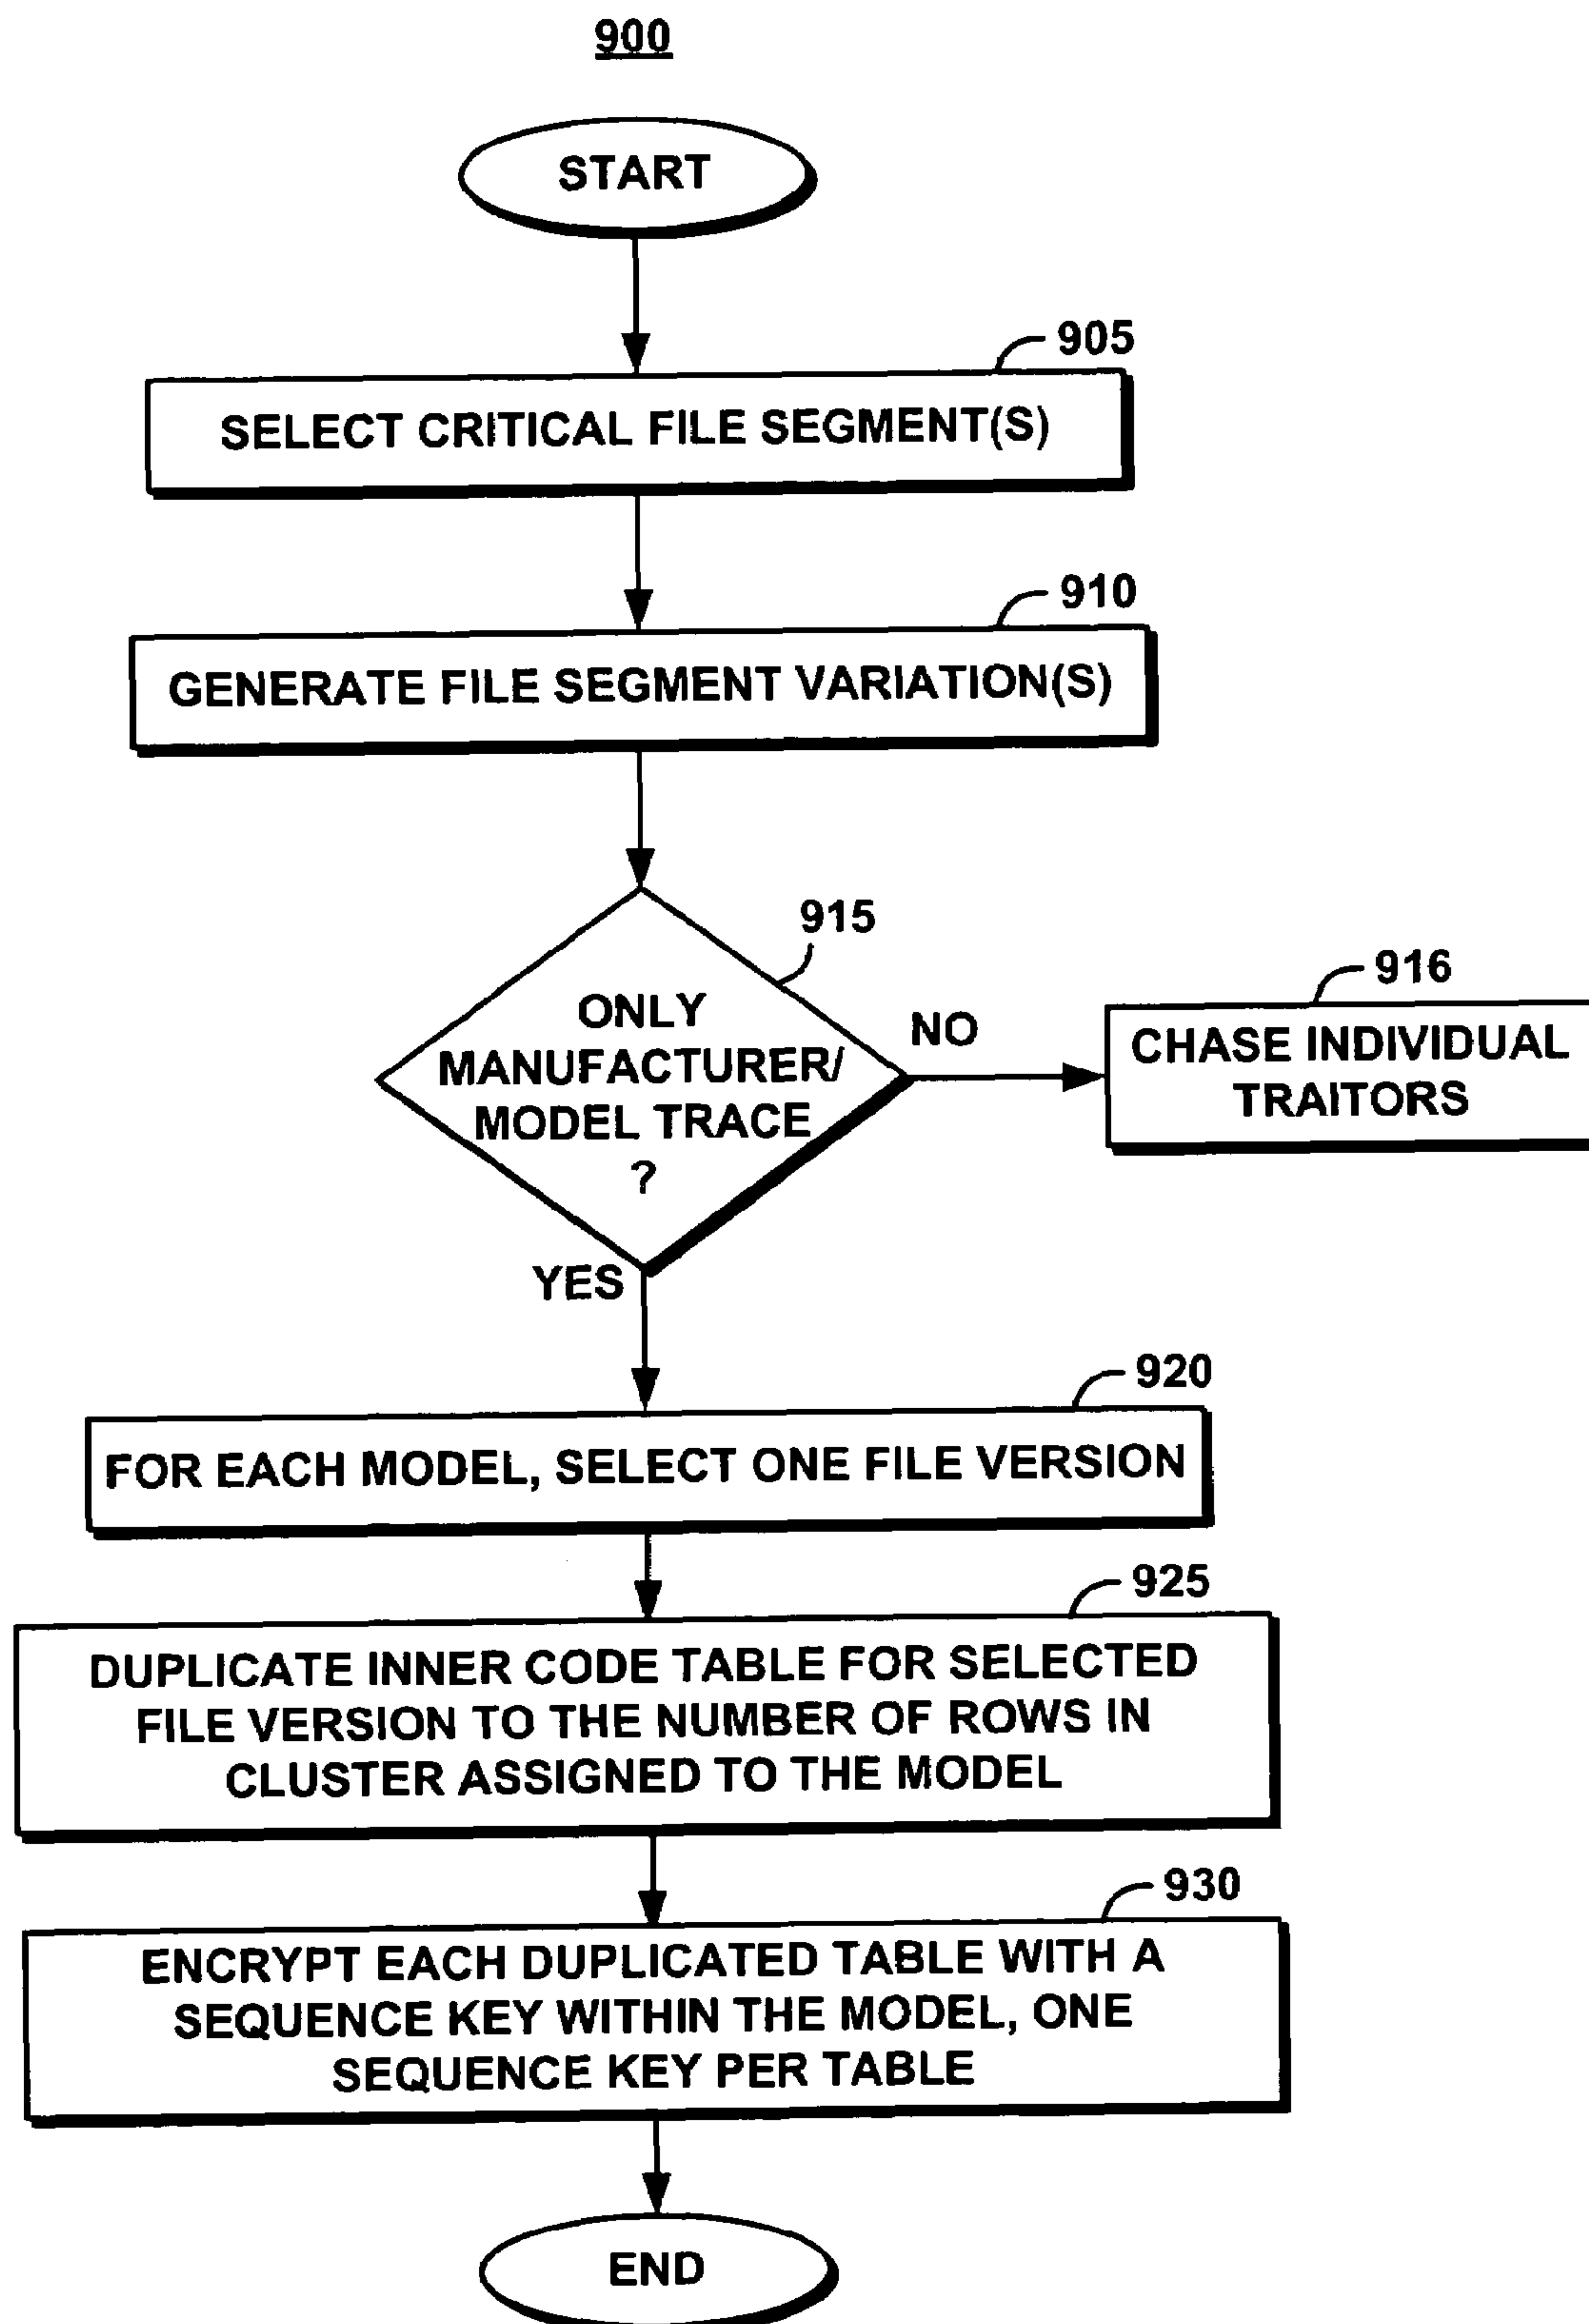 900
START
905
SELECT CRITICAL FILE SEGMENT(S)
910
GENERATE FILE SEGMENT VARIATION(S)
915
ONLY
MANUFACTURER/
MODEL TRACE
?
NO
916
CHASE INDIVIDUAL
TRAITORS
YES
920
FOR EACH MODEL, SELECT ONE FILE VERSION
925
DUPLICATE INNER CODE TABLE FOR SELECTED
FILE VERSION TO THE NUMBER OF ROWS IN
CLUSTER ASSIGNED TO THE MODEL
930
ENCRYPT EACH DUPLICATED TABLE WITH A
SEQUENCE KEY WITHIN THE MODEL, ONE
SEQUENCE KEY PER TABLE
END